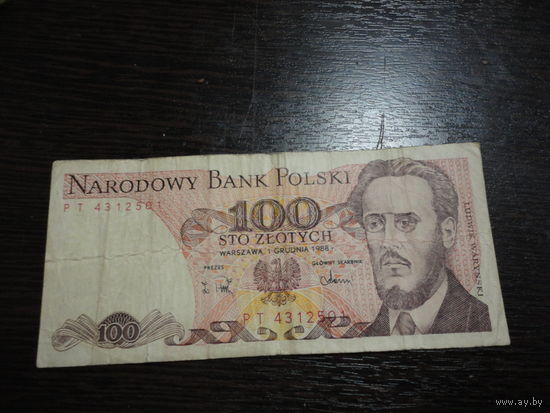 NARODOWY BANK POLSKI
PT 4312501
100
STO ZŁOTYCH
WARSZAWA, 1 GRUDNIA 1988 r.
PREZES
GŁÓWNY SKARBNIK
LUDWIK WARYŃSKI
PT 4312501
100
www.ay.by